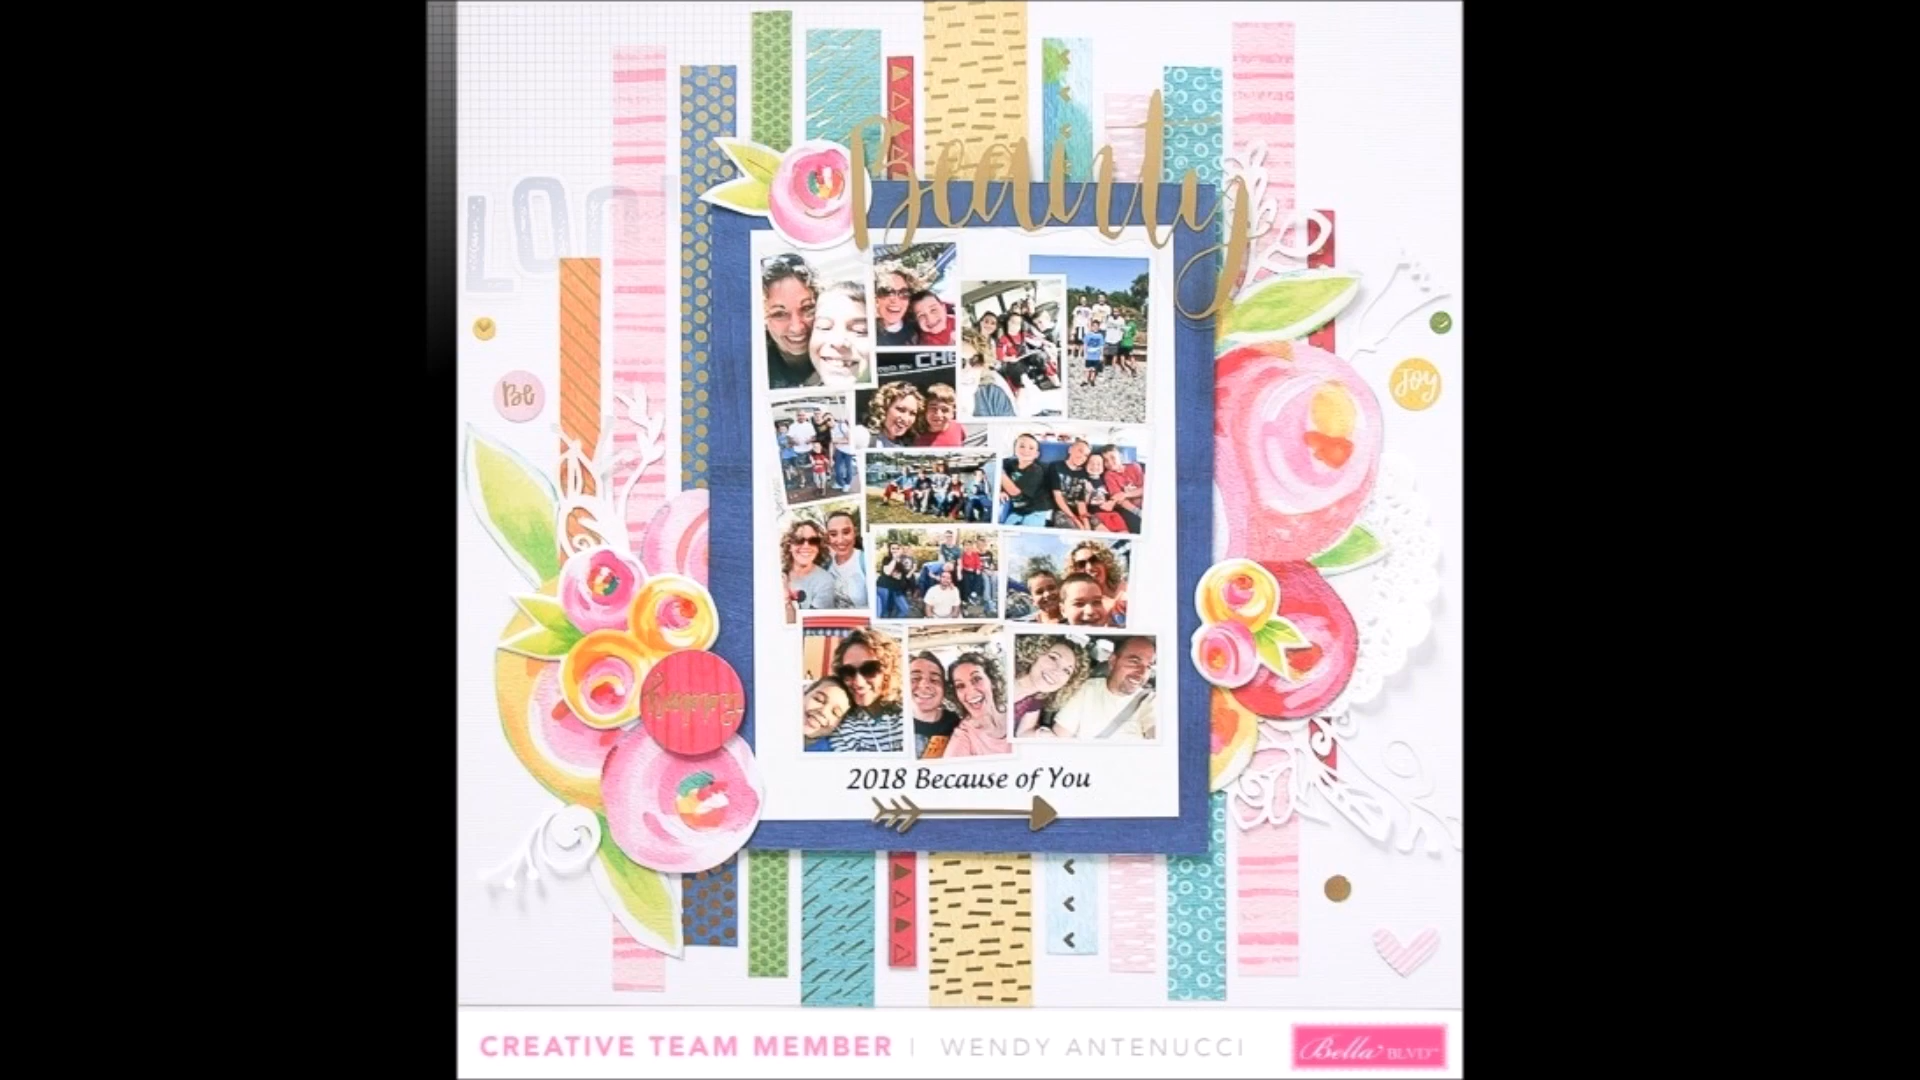 Beauty
Be
Joy
2018 Because of You
CREATIVE TEAM MEMBER | WENDY ANTENUCCI
Bella BLVD